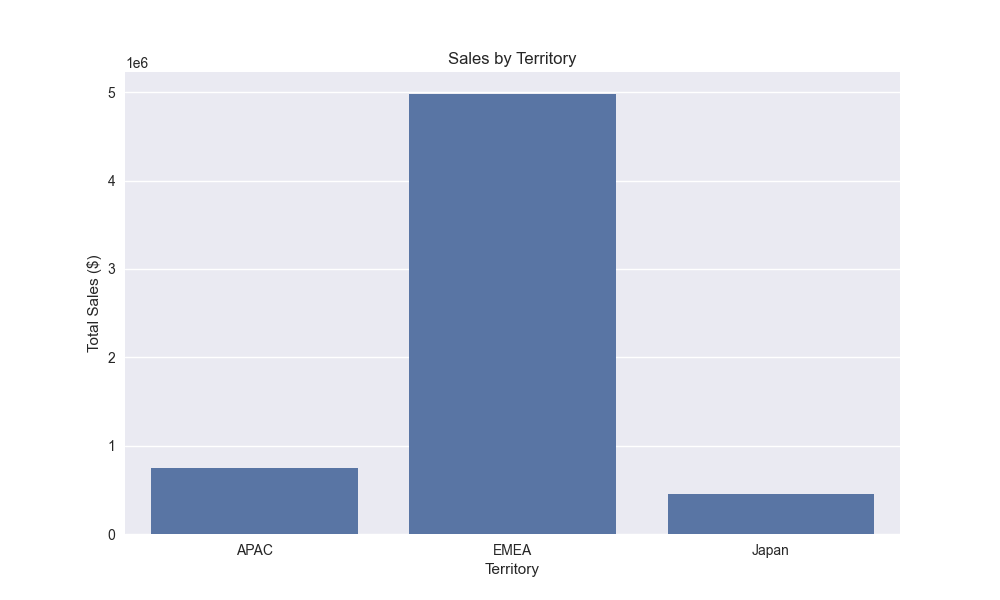 Sales by Territory
1e6
5
4
3
2
1
0
Total Sales ($)
APAC
EMEA
Japan
Territory